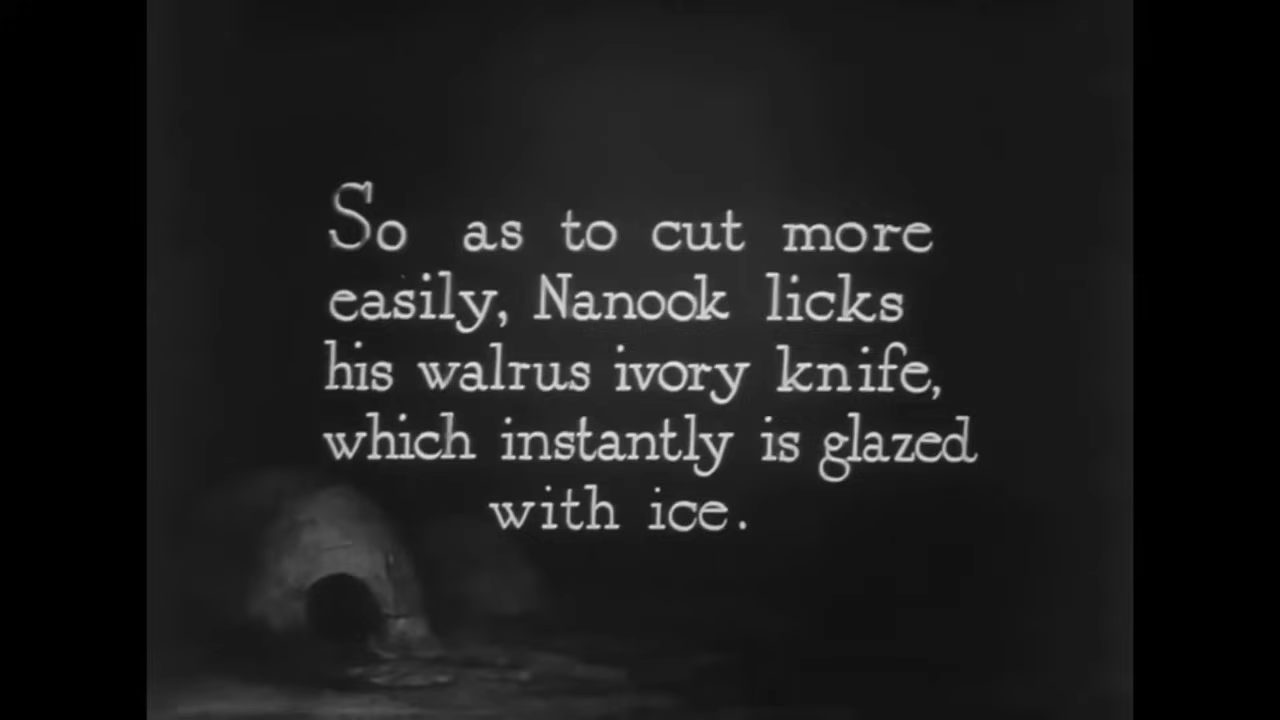 So as to cut more
easily, Nanook licks
his walrus ivory knife,
which instantly is glazed
with ice.